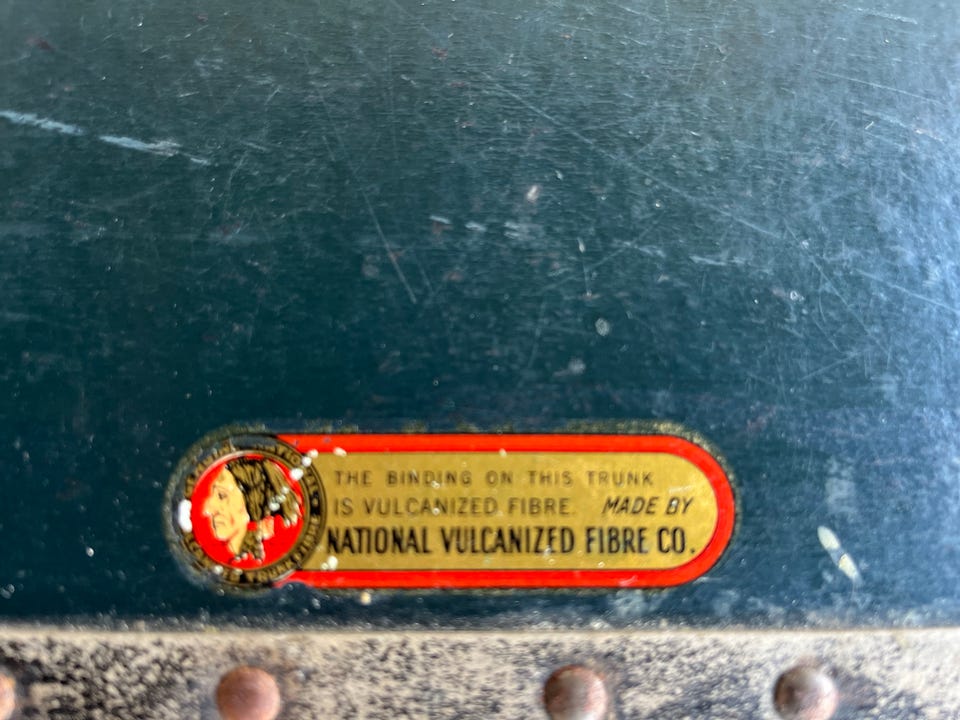 THE BINDING ON THIS TRUNK
IS VULCANIZED FIBRE. MADE BY
NATIONAL VULCANIZED FIBRE CO.